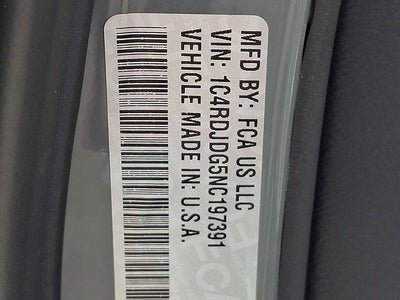 MFD BY: FCA US LLC
VIN: 1C4RDJDG5NC197391
VEHICLE MADE IN: U.S.A.